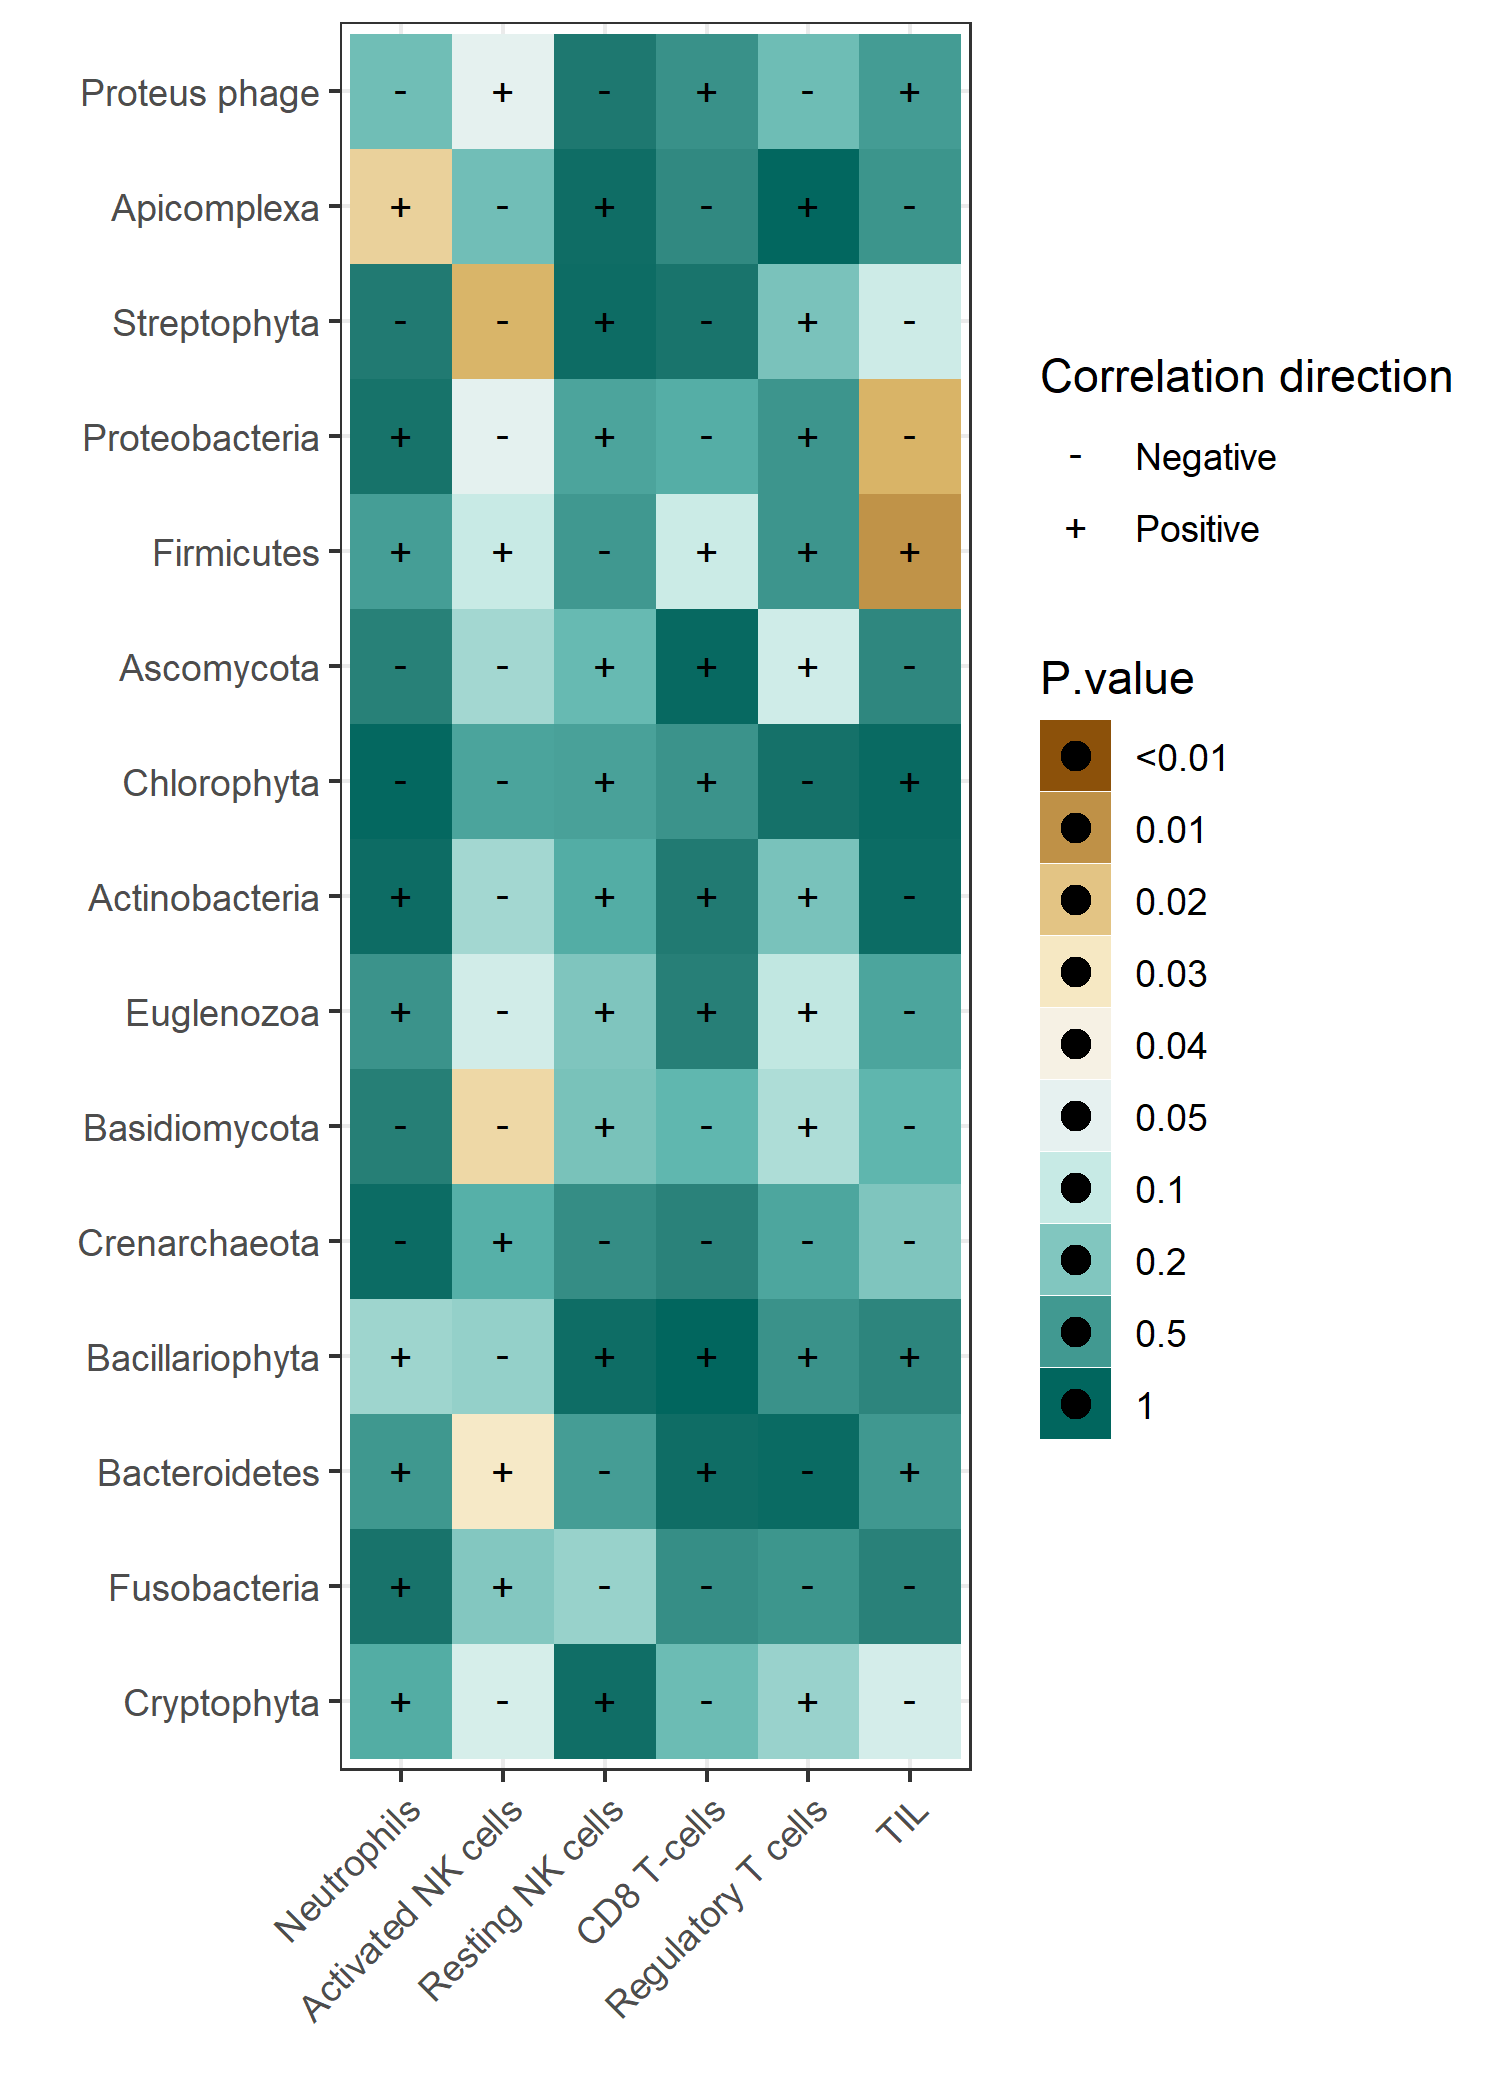 Proteus phage - + - + - +
Apicomplexa + - + - + -
Streptophyta - - + - + -
Proteobacteria + - + - + -
Firmicutes + + - + + +
Ascomycota - - + + + -
Chlorophyta - - + + - +
Actinobacteria + - + + + -
Euglenozoa + - + + + -
Basidiomycota - - + - + -
Crenarchaeota - + - - - -
Bacillariophyta + - + + + +
Bacteroidetes + + - + - +
Fusobacteria + + - - - -
Cryptophyta + - + - + -
Neutrophils
Activated NK cells
Resting NK cells
CD8 T-cells
Regulatory T cells
TIL
Correlation direction
- Negative
+ Positive
P.value
<0.01
0.01
0.02
0.03
0.04
0.05
0.1
0.2
0.5
1